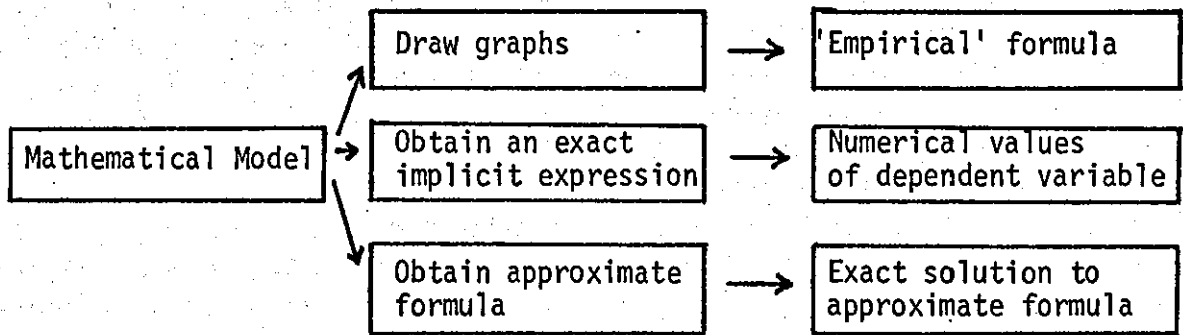 Draw graphs
'Empirical' formula
Mathematical Model
Obtain an exact
implicit expression
Numerical values
of dependent variable
Obtain approximate
formula
Exact solution to
approximate formula